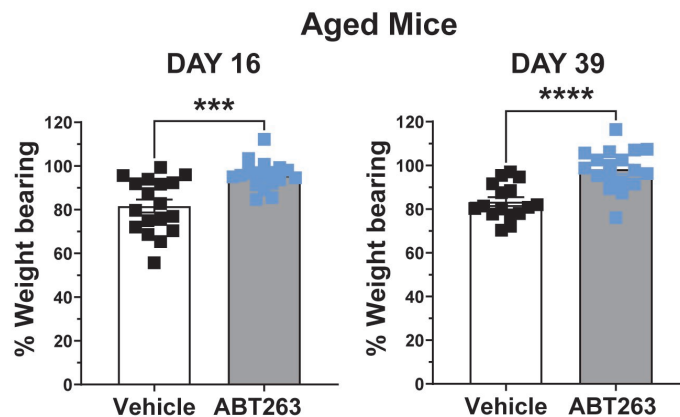 Aged Mice
DAY 16
DAY 39
***
****
% Weight bearing
120
100
80
60
40
20
0
Vehicle ABT263
% Weight bearing
120
100
80
60
40
20
0
Vehicle ABT263